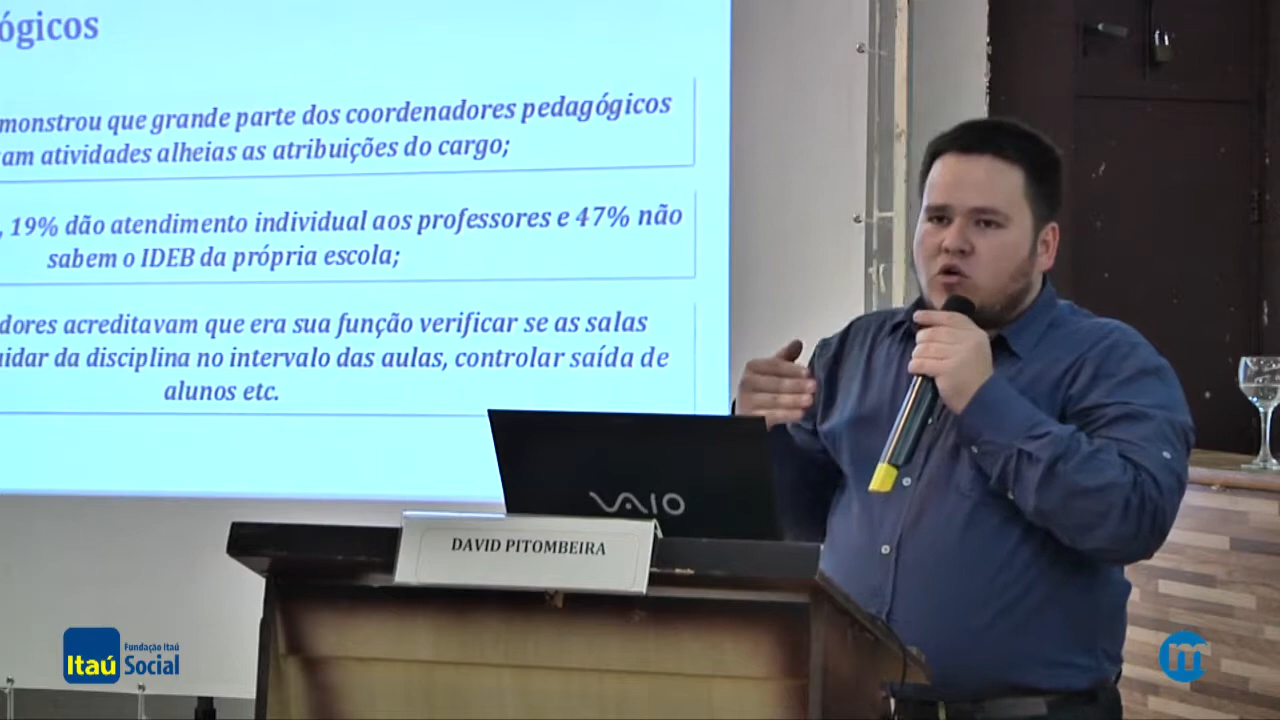 ógicos
monstrou que grande parte dos coordenadores pedagógicos
am atividades alheias as atribuições do cargo;
, 19% dão atendimento individual aos professores e 47% não
sabem o IDEB da própria escola;
dores acreditavam que era sua função verificar se as salas
uidar da disciplina no intervalo das aulas, controlar saída de
alunos etc.
VAIO
DAVID PITOMBEIRA
Itaú
Fundação Itaú
Social
m